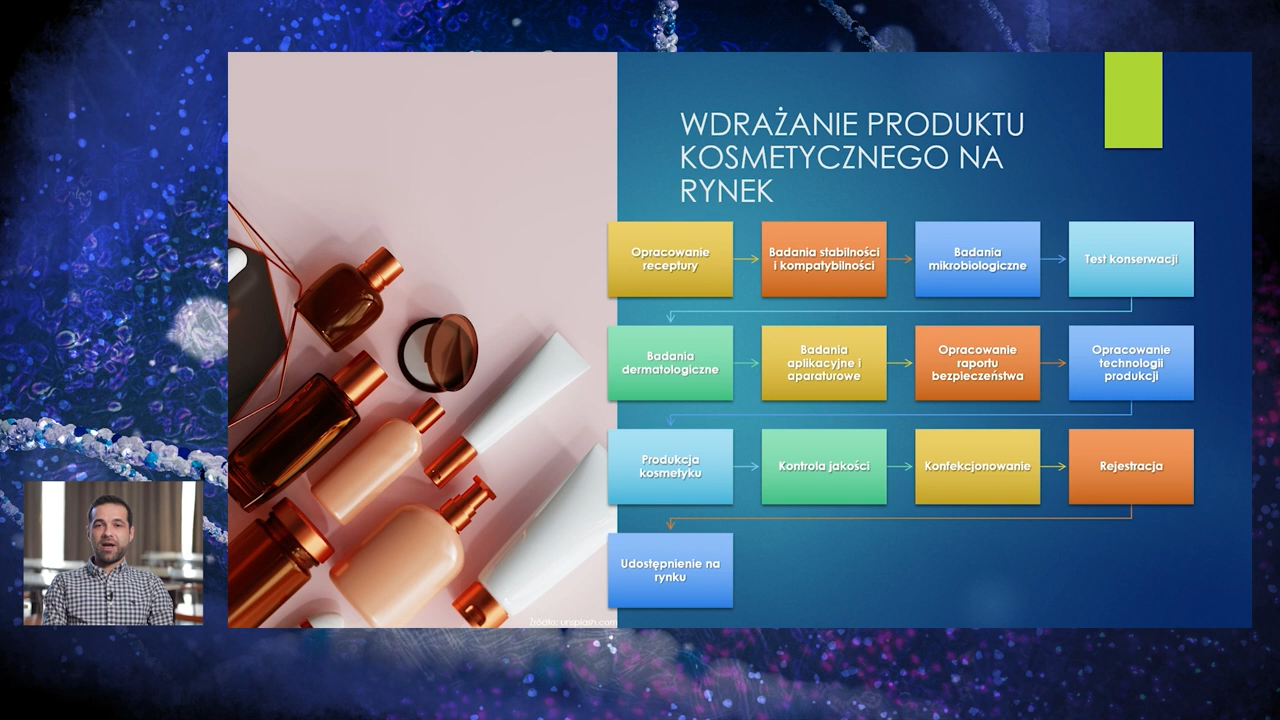 WDRAŻANIE PRODUKTU
KOSMETYCZNEGO NA
RYNEK
Opracowanie
receptury
Badania stabilności
i kompatybilności
Badania
mikrobiologiczne
Test konserwacji
Badania
dermatologiczne
Badania
aplikacyjne i
aparaturowe
Opracowanie
raportu
bezpieczeństwa
Opracowanie
technologii
produkcji
Produkcja
kosmetyku
Kontrola jakości
Konfekcjonowanie
Rejestracja
Udostępnienie na
rynku
Źródło: unsplash.com